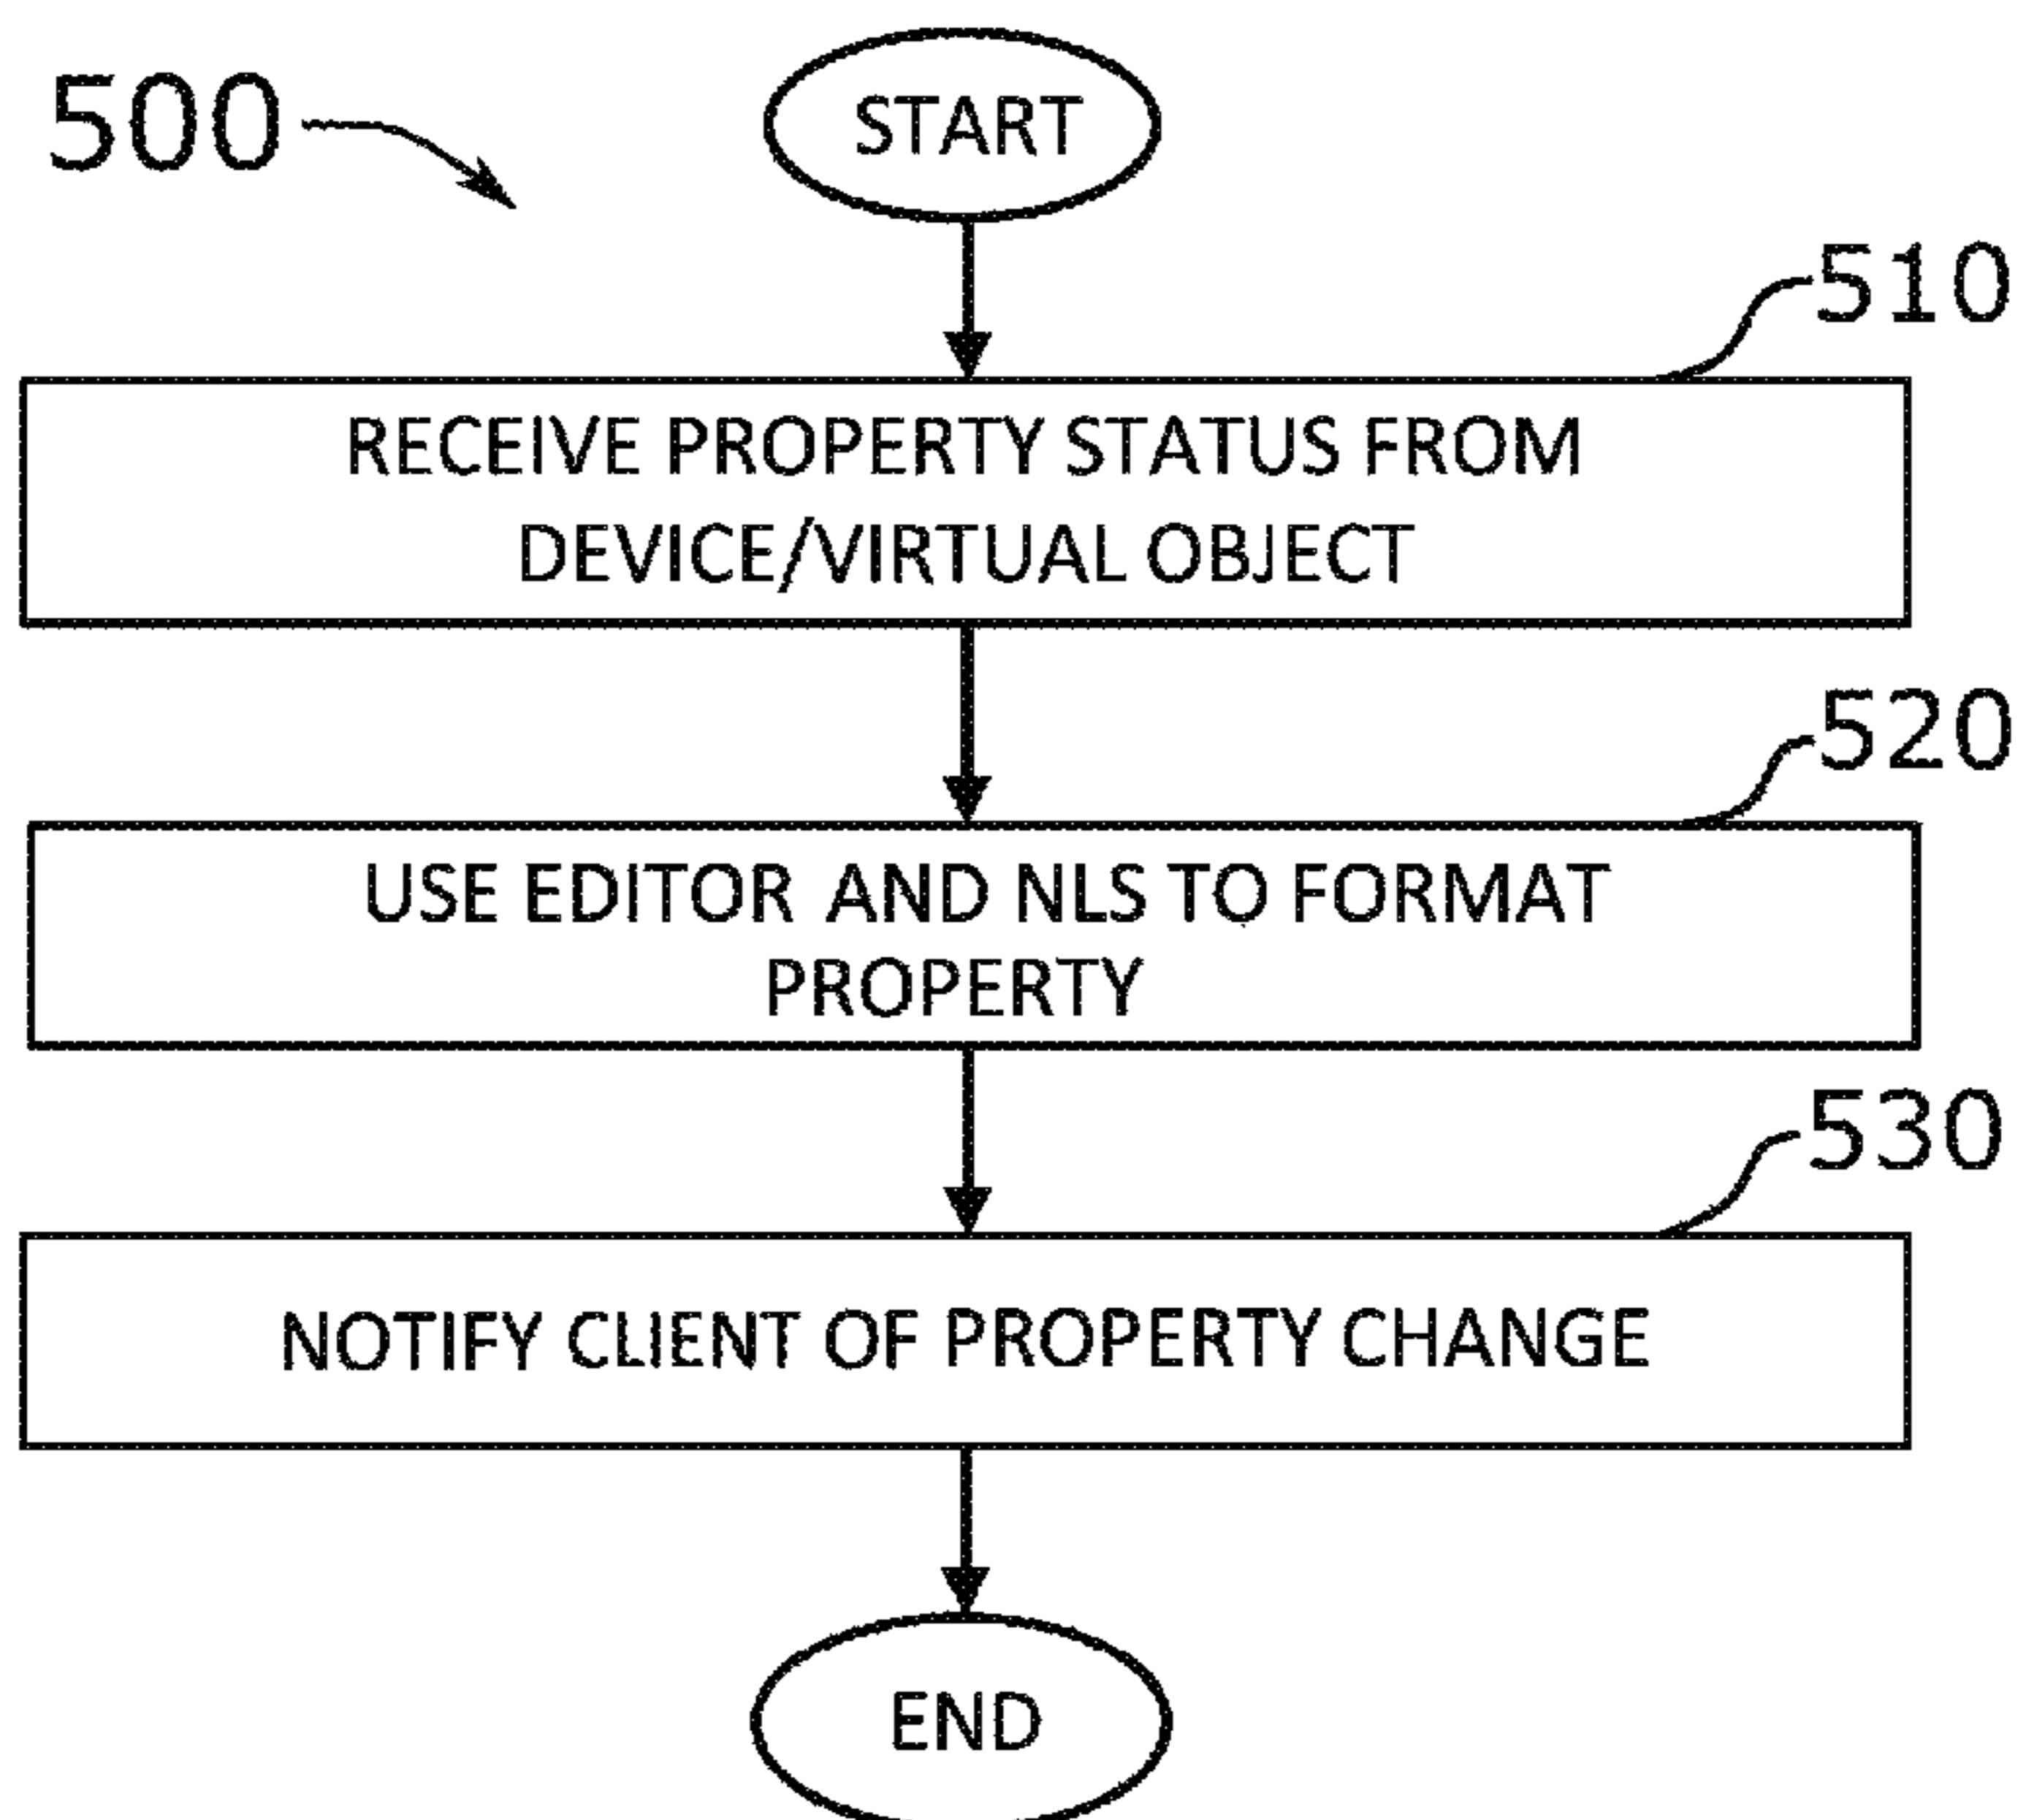 500
START
510
RECEIVE PROPERTY STATUS FROM
DEVICE/VIRTUAL OBJECT
520
USE EDITOR AND NLS TO FORMAT
PROPERTY
530
NOTIFY CLIENT OF PROPERTY CHANGE
END